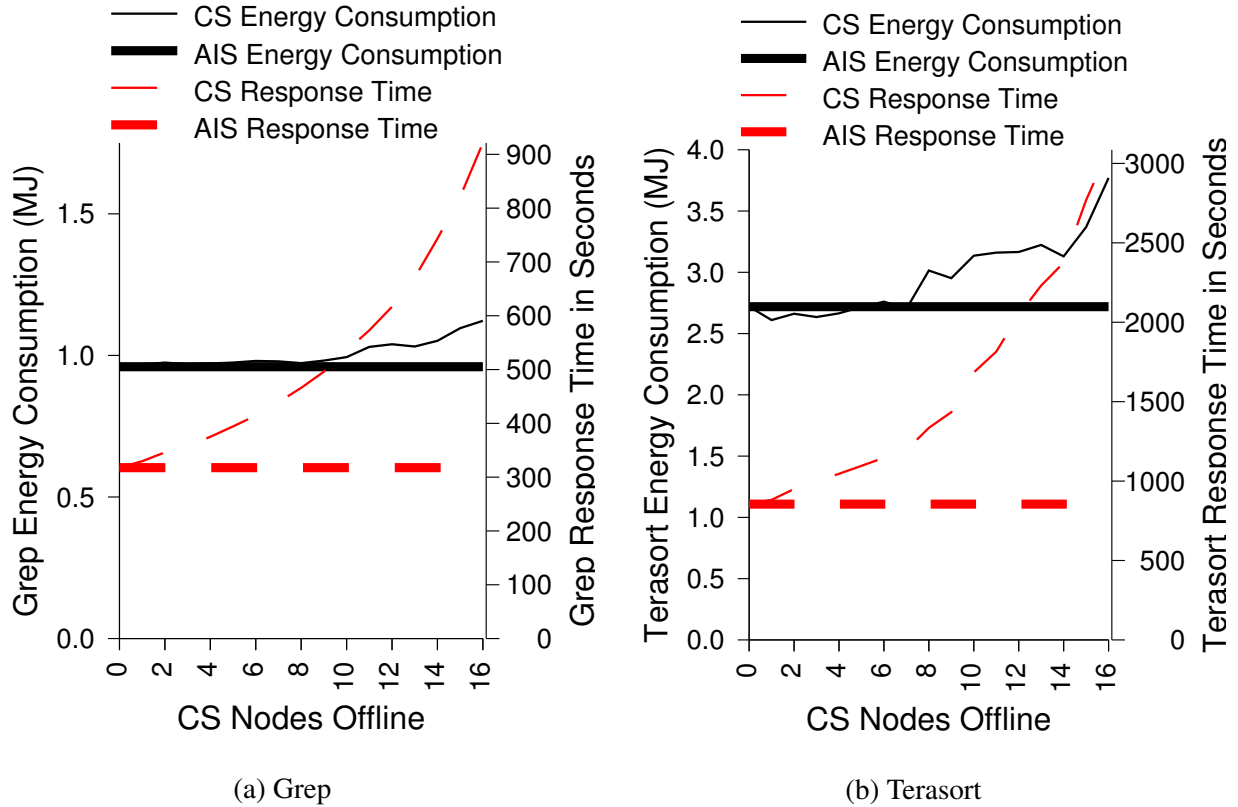 CS Energy Consumption
AIS Energy Consumption
CS Response Time
AIS Response Time
Grep Energy Consumption (MJ)
1.5
1.0
0.5
0.0
900
800
700
600
500
400
300
200
100
0
Grep Response Time in Seconds
0 2 4 6 8 10 12 14 16
CS Nodes Offline
(a) Grep
CS Energy Consumption
AIS Energy Consumption
CS Response Time
AIS Response Time
Terasort Energy Consumption (MJ)
4.0
3.5
3.0
2.5
2.0
1.5
1.0
0.5
0.0
3000
2500
2000
1500
1000
500
0
Terasort Response Time in Seconds
0 2 4 6 8 10 12 14 16
CS Nodes Offline
(b) Terasort